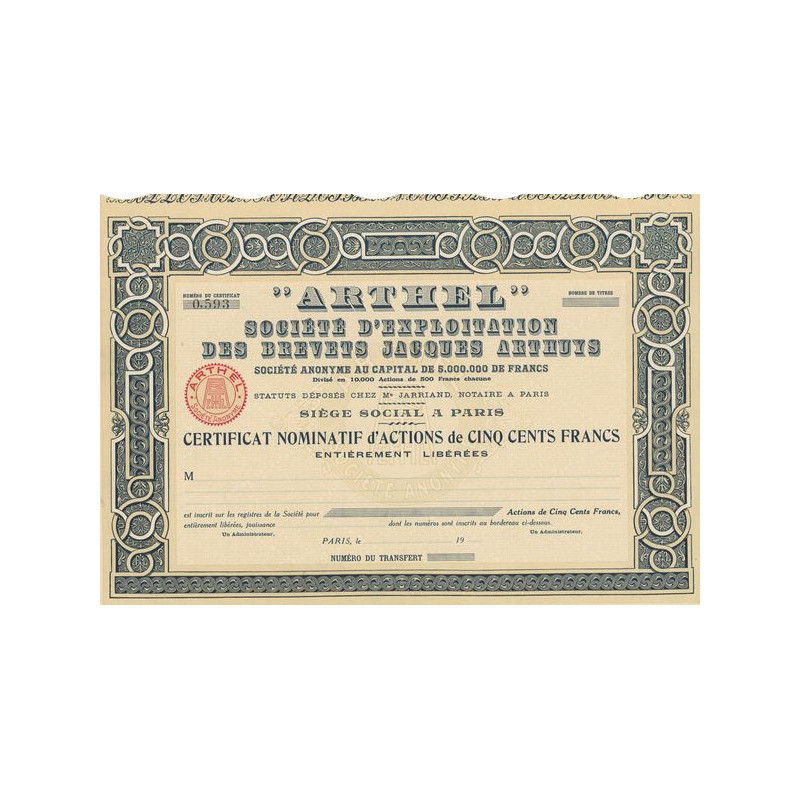 NUMÉRO DU CERTIFICAT
0.593
NOMBRE DE TITRES
"ARTHEL"
SOCIÉTÉ D'EXPLOITATION
DES BREVETS JACQUES ARTHUYS
SOCIÉTÉ ANONYME AU CAPITAL DE 5.000.000 DE FRANCS
Divisé en 10.000 Actions de 500 Francs chacune
STATUTS DÉPOSÉS CHEZ Me JARRIAND, NOTAIRE A PARIS
SIÈGE SOCIAL A PARIS
ARTHEL
SOCIÉTÉ ANONYME
CERTIFICAT NOMINATIF d'ACTIONS de CINQ CENTS FRANCS
ENTIÈREMENT LIBÉRÉES
SOCIÉTÉ ANONYME
M
est inscrit sur les registres de la Société pour Actions de Cinq Cents Francs,
entièrement libérées, jouissance dont les numéros sont inscrits au bordereau ci-dessous.
Un Administrateur, Un Administrateur,
PARIS, le 19
NUMÉRO DU TRANSFERT